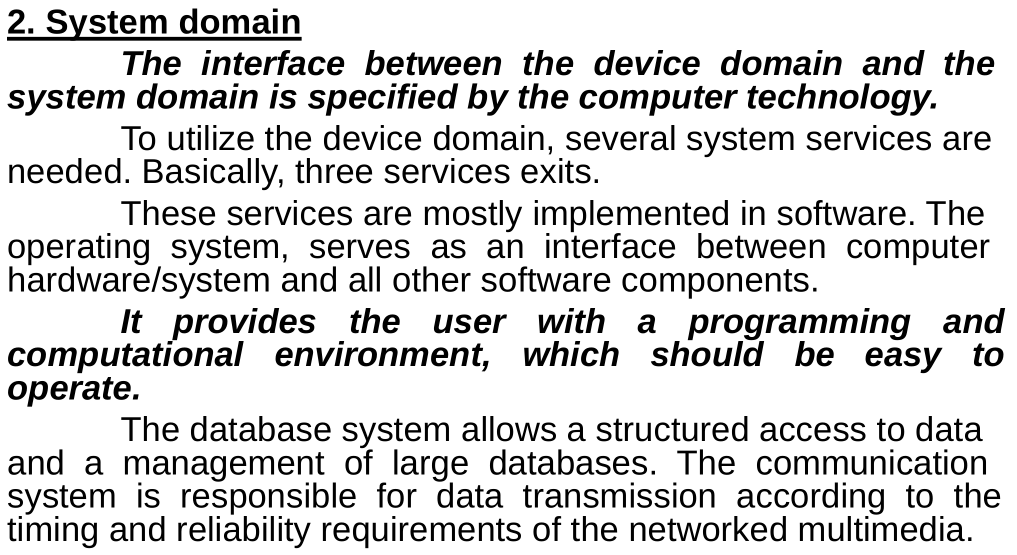 2. System domain
The interface between the device domain and the
system domain is specified by the computer technology.
To utilize the device domain, several system services are
needed. Basically, three services exits.
These services are mostly implemented in software. The
operating system, serves as an interface between computer
hardware/system and all other software components.
It provides the user with a programming and
computational environment, which should be easy to
operate.
The database system allows a structured access to data
and a management of large databases. The communication
system is responsible for data transmission according to the
timing and reliability requirements of the networked multimedia.